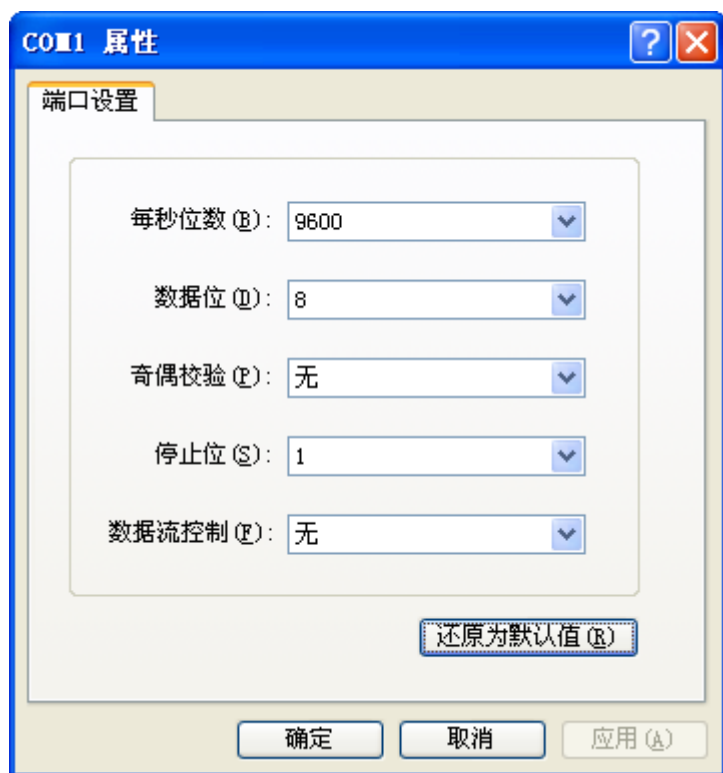 COM1 属性
端口设置
每秒位数(B): 9600
数据位(D): 8
奇偶校验(P): 无
停止位(S): 1
数据流控制(F): 无
还原为默认值(R)
确定 取消 应用(A)